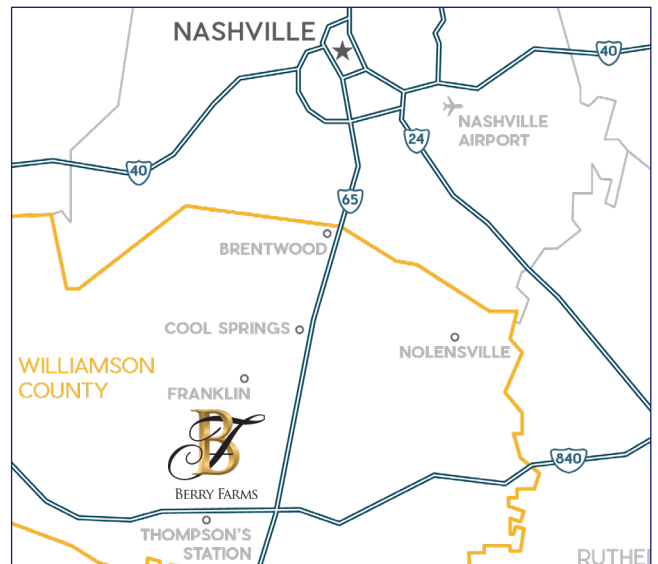 NASHVILLE
40
NASHVILLE
AIRPORT
24
40
65
BRENTWOOD
COOL SPRINGS
NOLENSVILLE
WILLIAMSON
COUNTY
FRANKLIN
BF
BERRY FARMS
840
THOMPSON'S
STATION
RUTHE